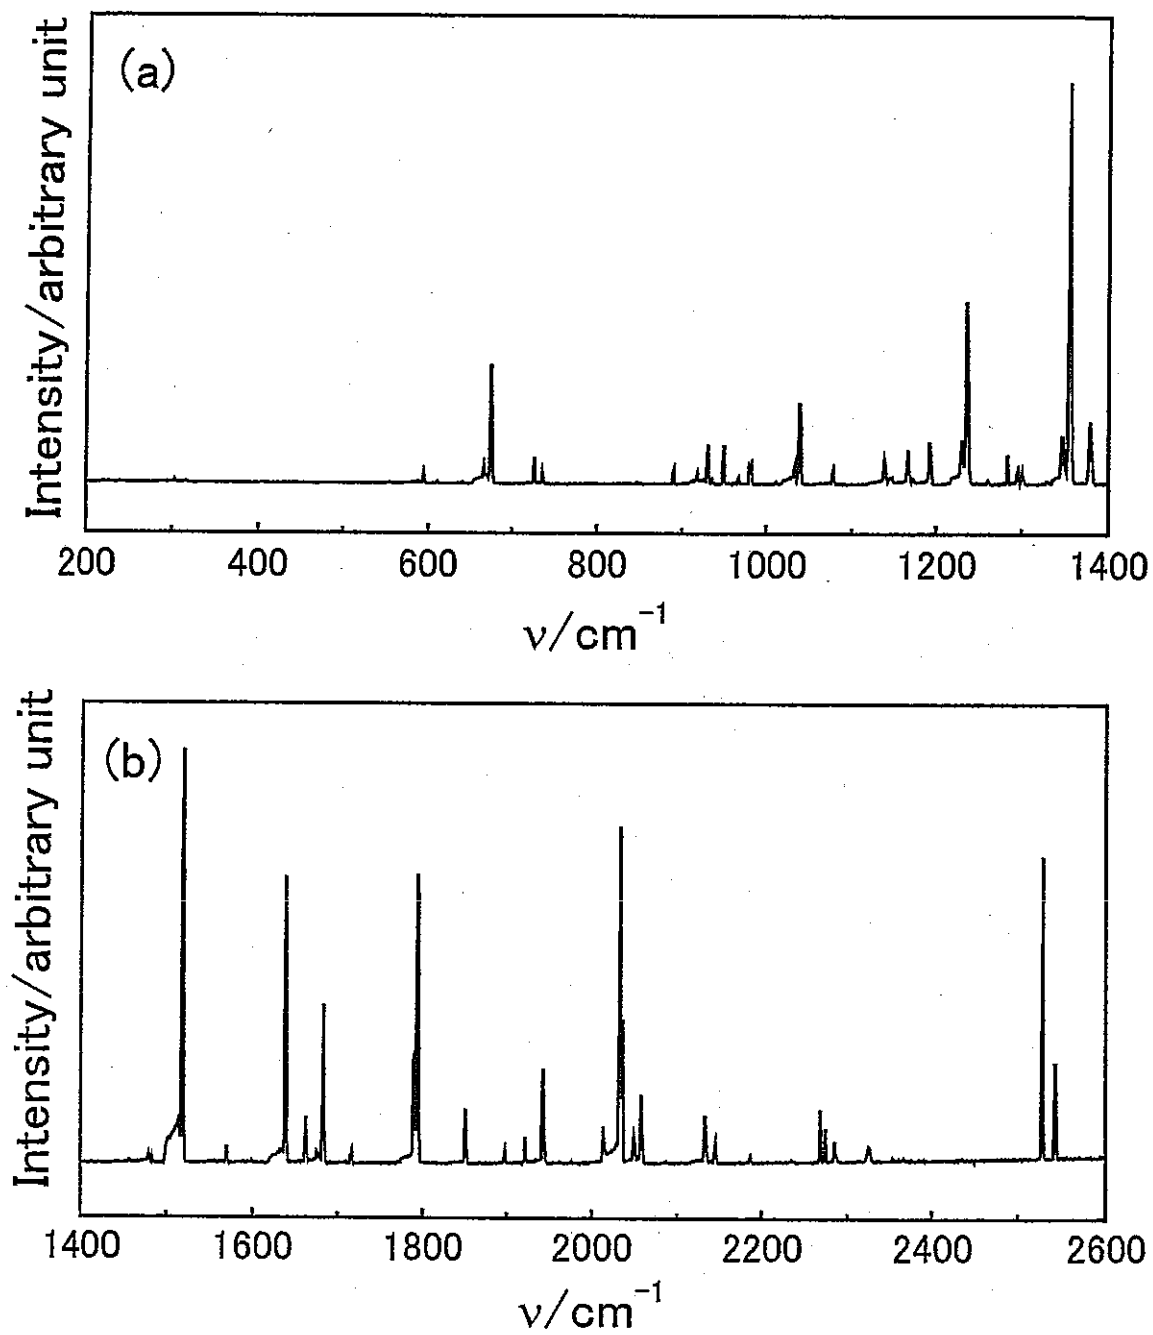 (a)
Intensity/arbitrary unit
200 400 600 800 1000 1200 1400
ν/cm⁻¹
(b)
Intensity/arbitrary unit
1400 1600 1800 2000 2200 2400 2600
ν/cm⁻¹